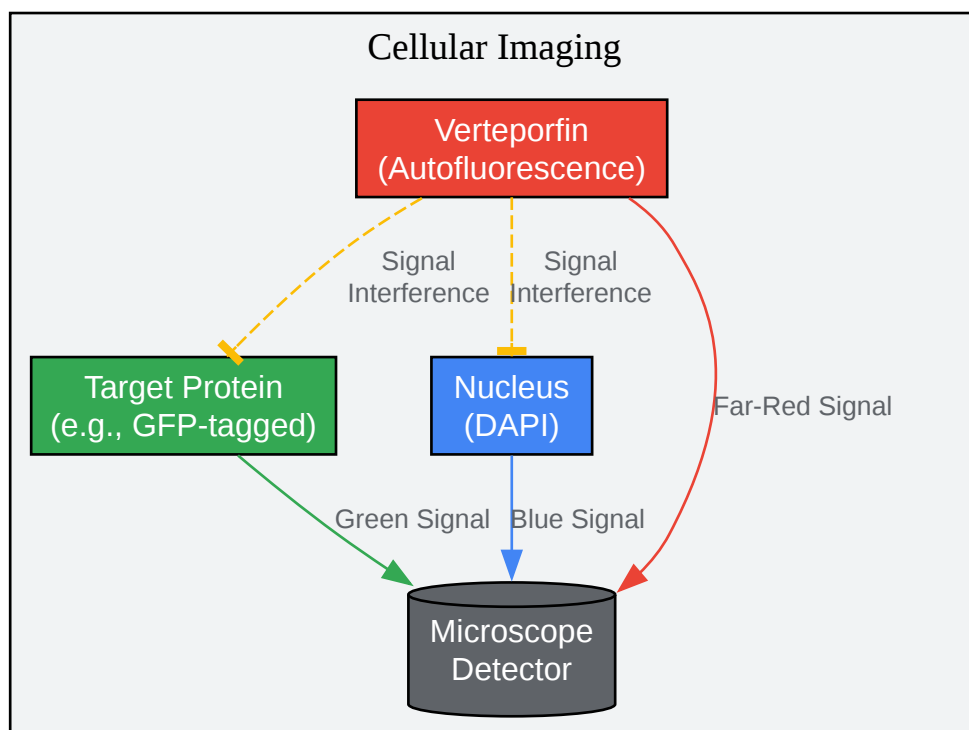 Cellular Imaging
Verteporfin
(Autofluorescence)
Signal
Interference
Signal
Interference
Target Protein
(e.g., GFP-tagged)
Nucleus
(DAPI)
Far-Red Signal
Green Signal
Blue Signal
Microscope
Detector